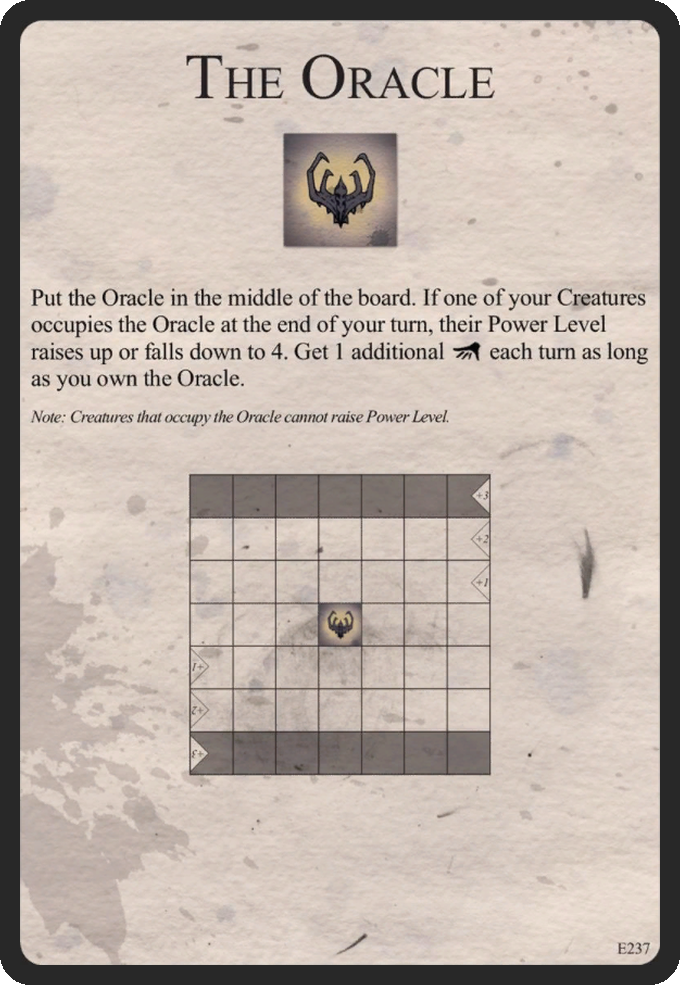 THE ORACLE
Put the Oracle in the middle of the board. If one of your Creatures
occupies the Oracle at the end of your turn, their Power Level
raises up or falls down to 4. Get 1 additional each turn as long
as you own the Oracle.
Note: Creatures that occupy the Oracle cannot raise Power Level.
+3
+2
+1
+1
+2
+3
E237